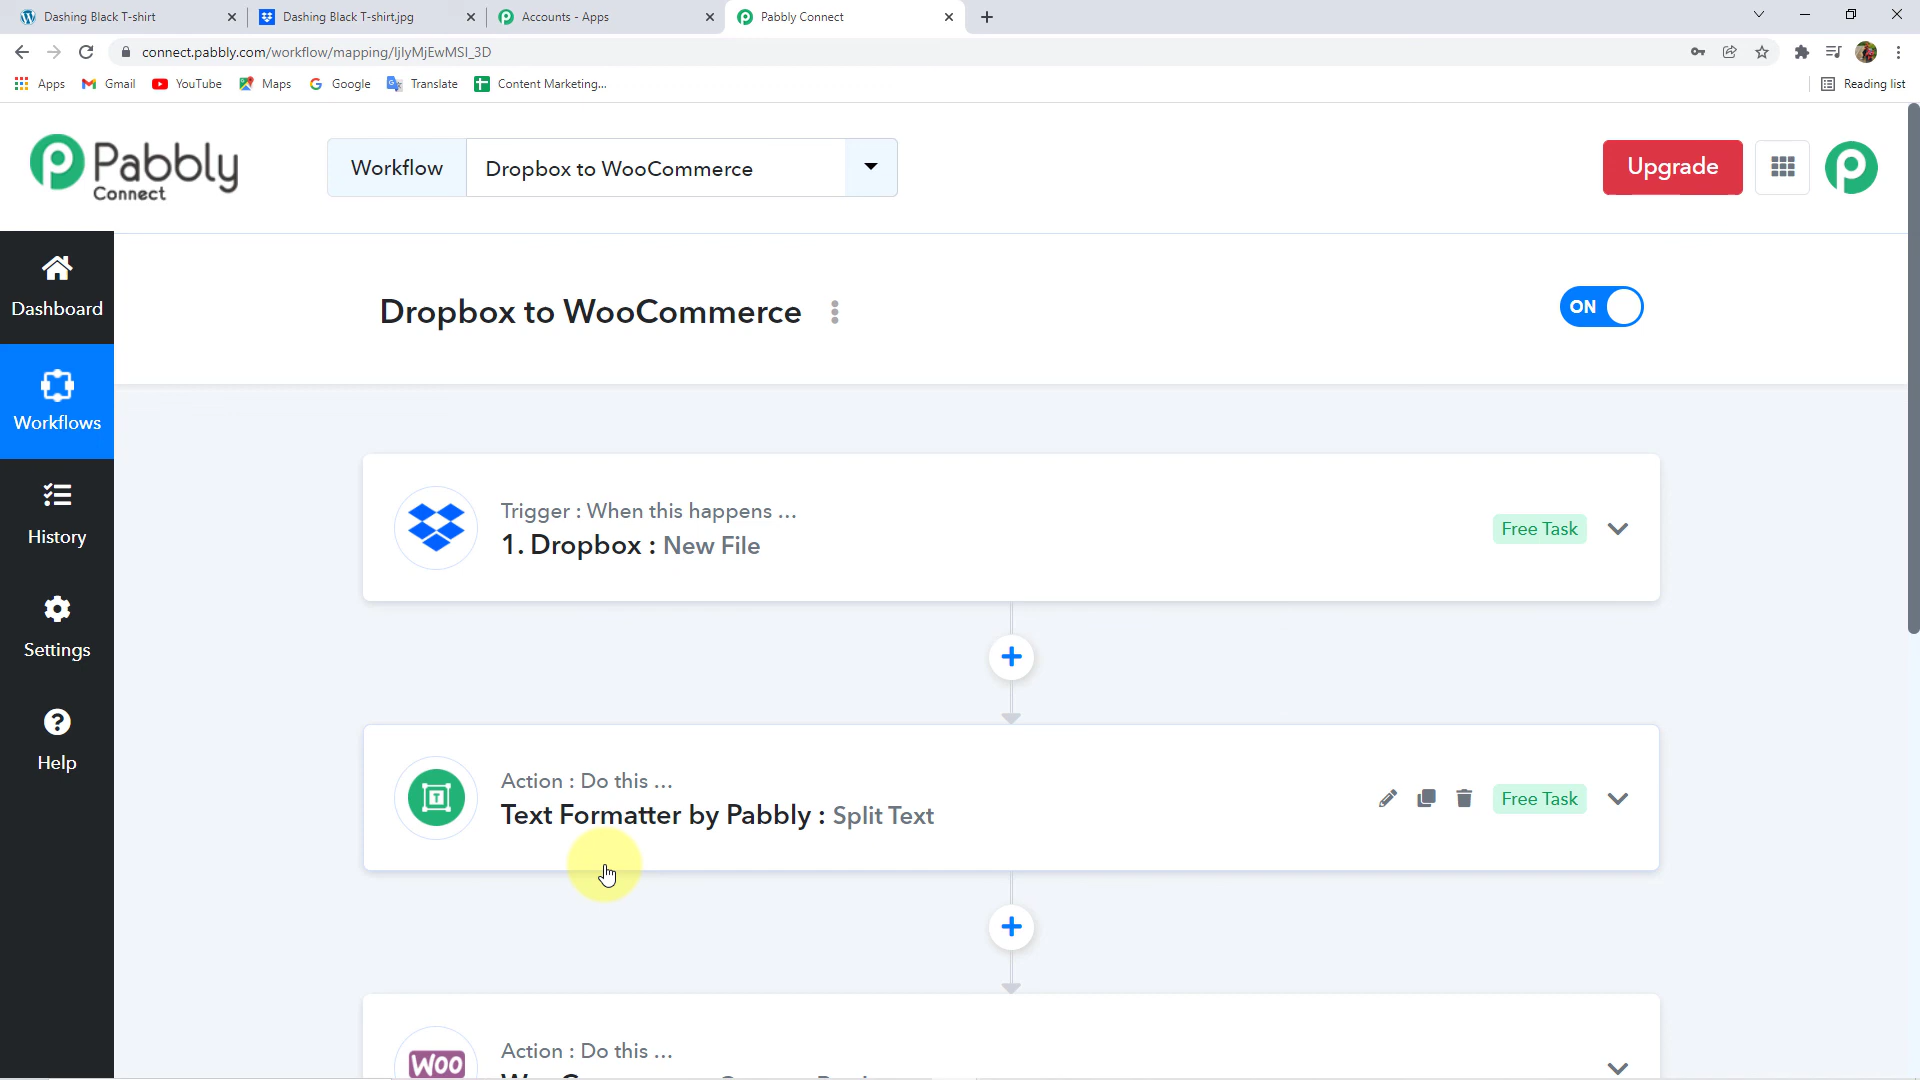 Dashing Black T-shirt
Dashing Black T-shirt.jpg
Accounts - Apps
Pabbly Connect
connect.pabbly.com/workflow/mapping/IjIyMjEwMSI_3D
Apps
Gmail
YouTube
Maps
Google
Translate
Content Marketing...
Reading list
Pabbly
Connect
Workflow
Dropbox to WooCommerce
Upgrade
Dashboard
Workflows
History
Settings
Help
Dropbox to WooCommerce
ON
Trigger : When this happens ...
1. Dropbox : New File
Free Task
Action : Do this ...
Text Formatter by Pabbly : Split Text
Free Task
WOO
Action : Do this ...